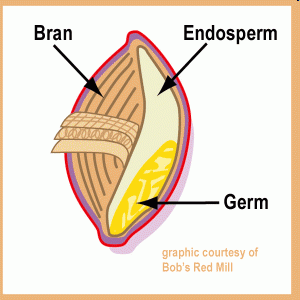 Bran
Endosperm
Germ
graphic courtesy of
Bob's Red Mill